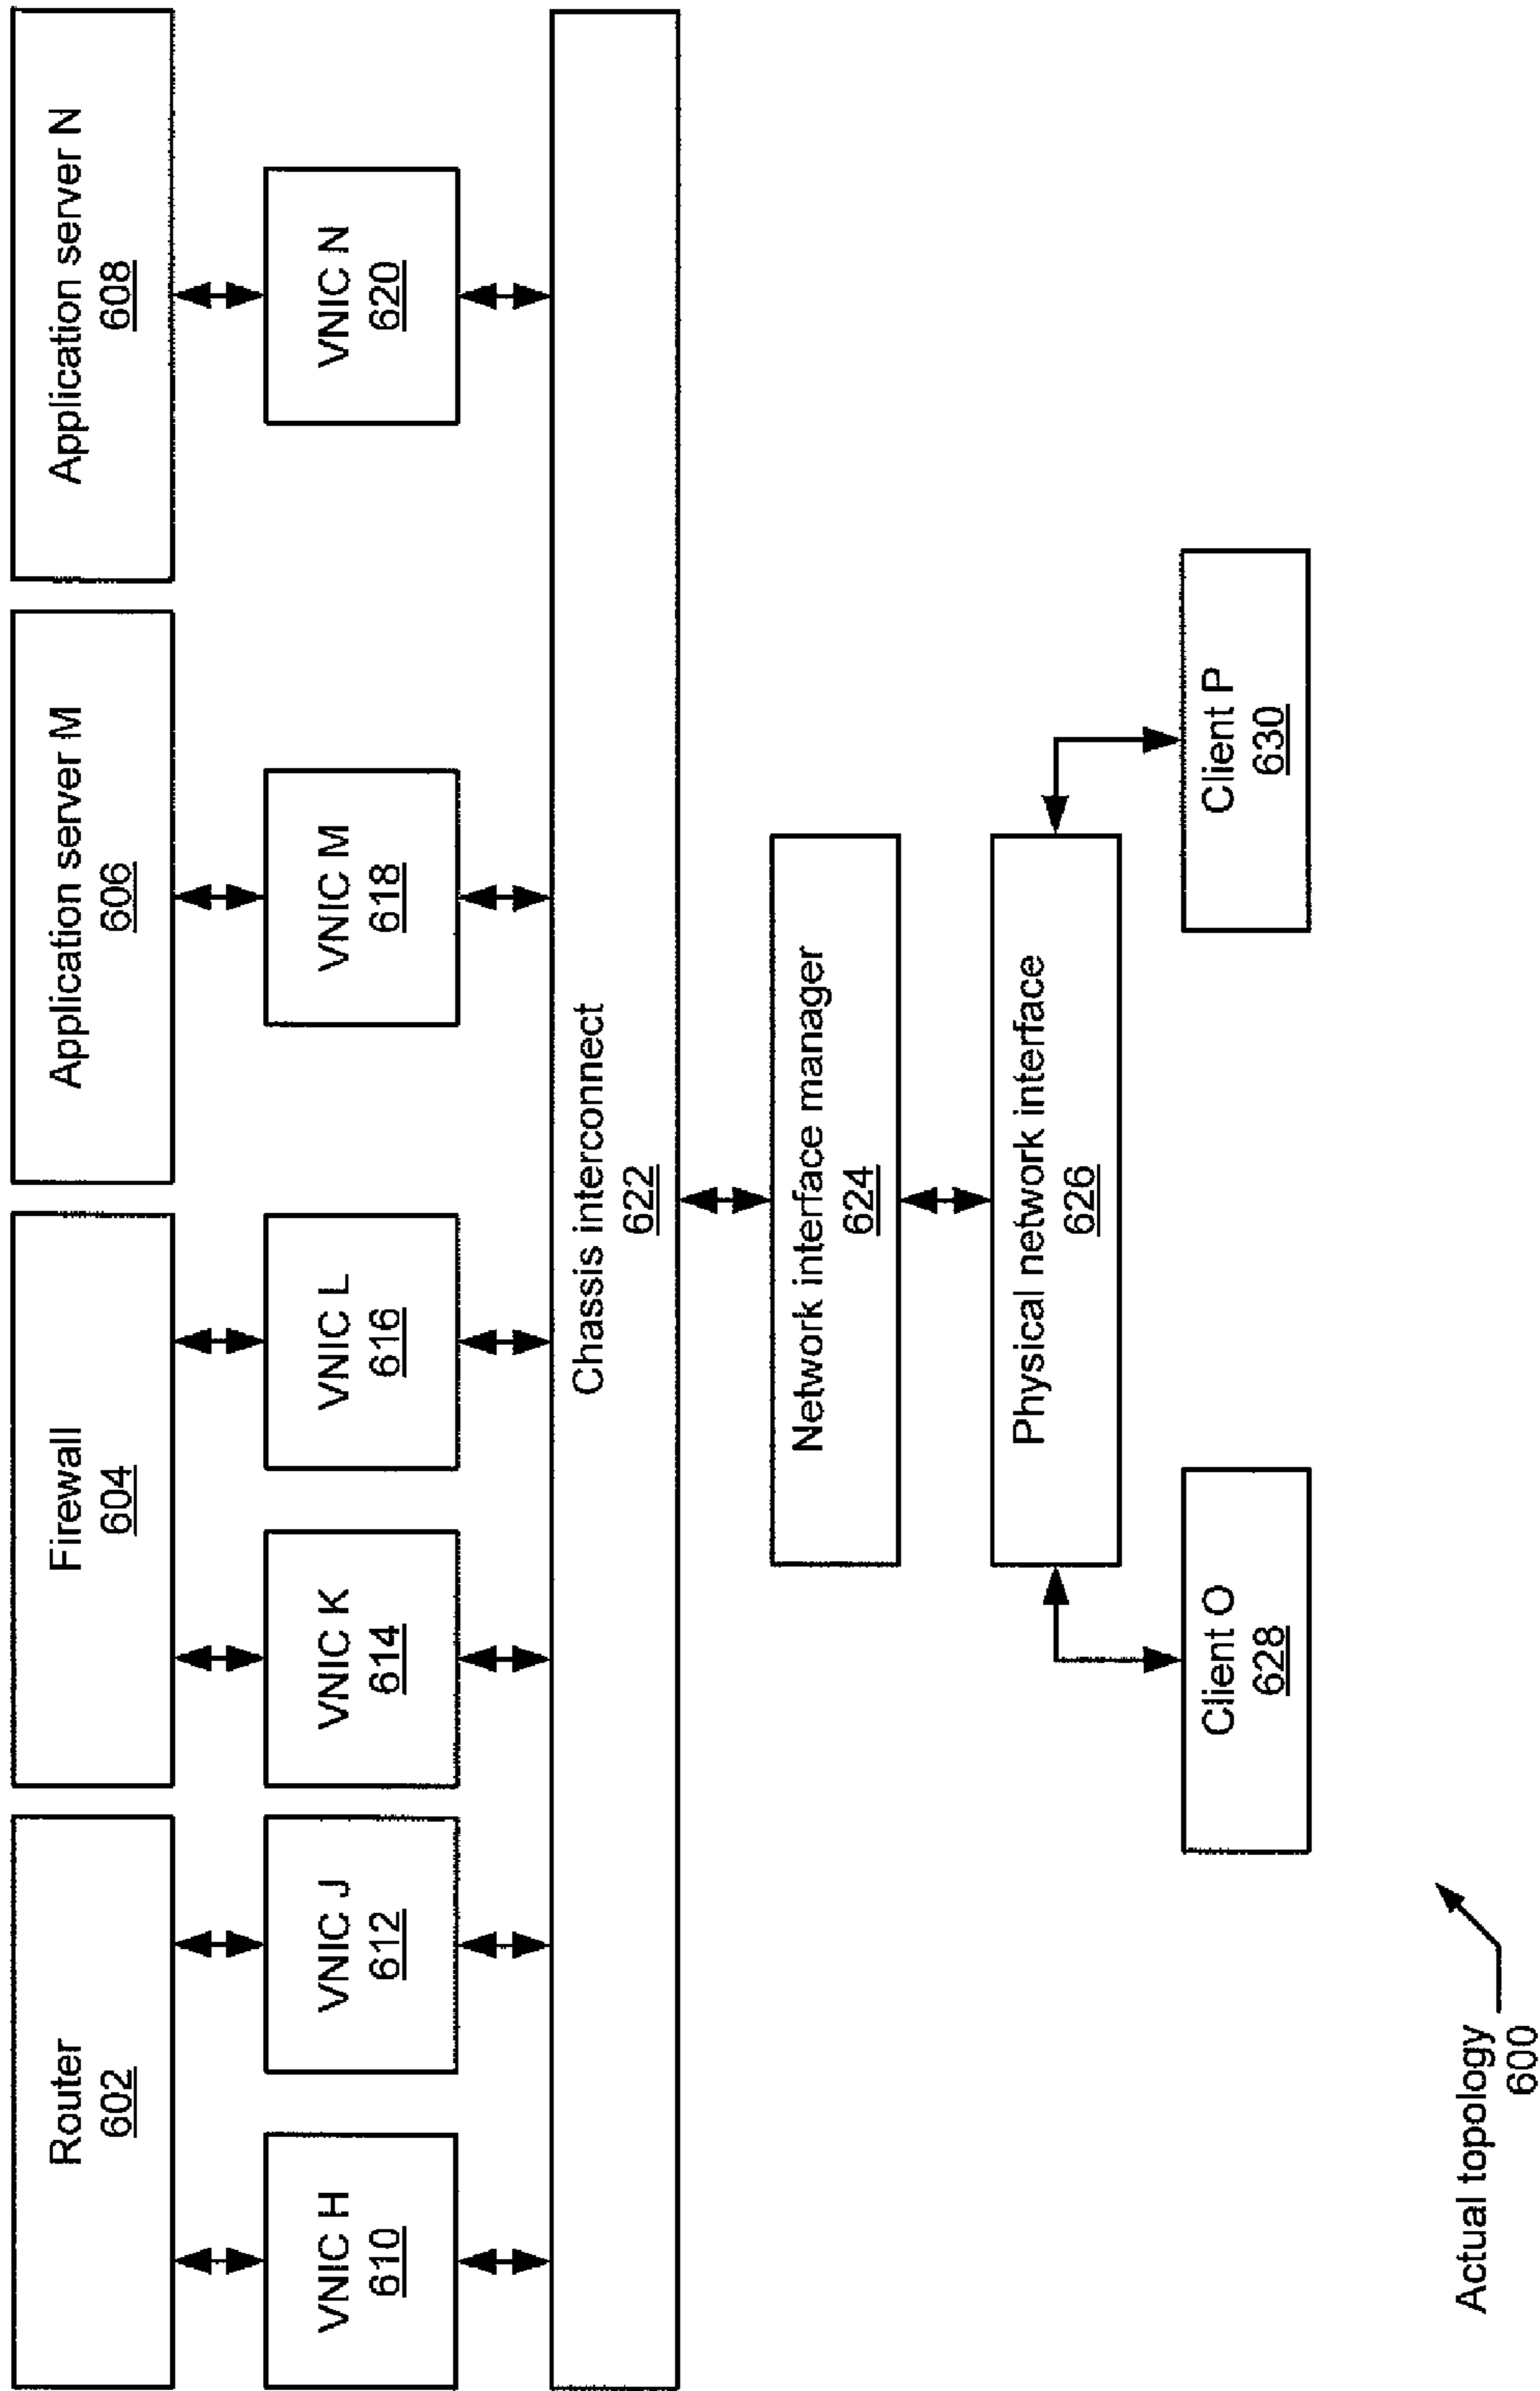 Router
602
Firewall
604
Application server M
606
Application server N
608
VNIC H
610
VNIC J
612
VNIC K
614
VNIC L
616
VNIC M
618
VNIC N
620
Chassis interconnect
622
Network interface manager
624
Physical network interface
626
Client O
628
Client P
630
Actual topology
600